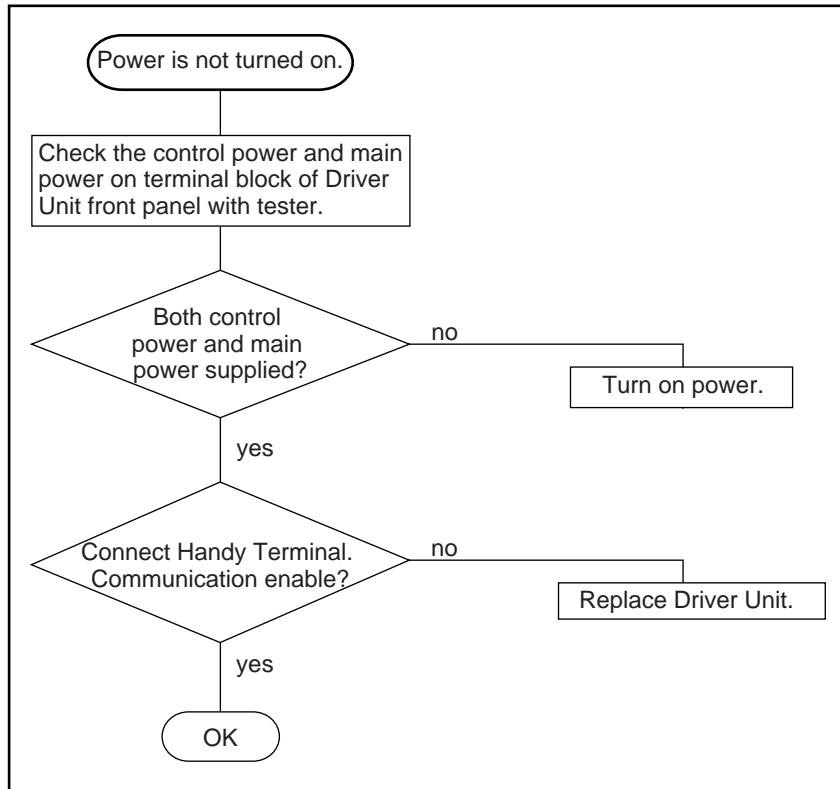 Power is not turned on.
Check the control power and main
power on terminal block of Driver
Unit front panel with tester.
Both control
power and main
power supplied?
no
Turn on power.
yes
Connect Handy Terminal.
Communication enable?
no
Replace Driver Unit.
yes
OK